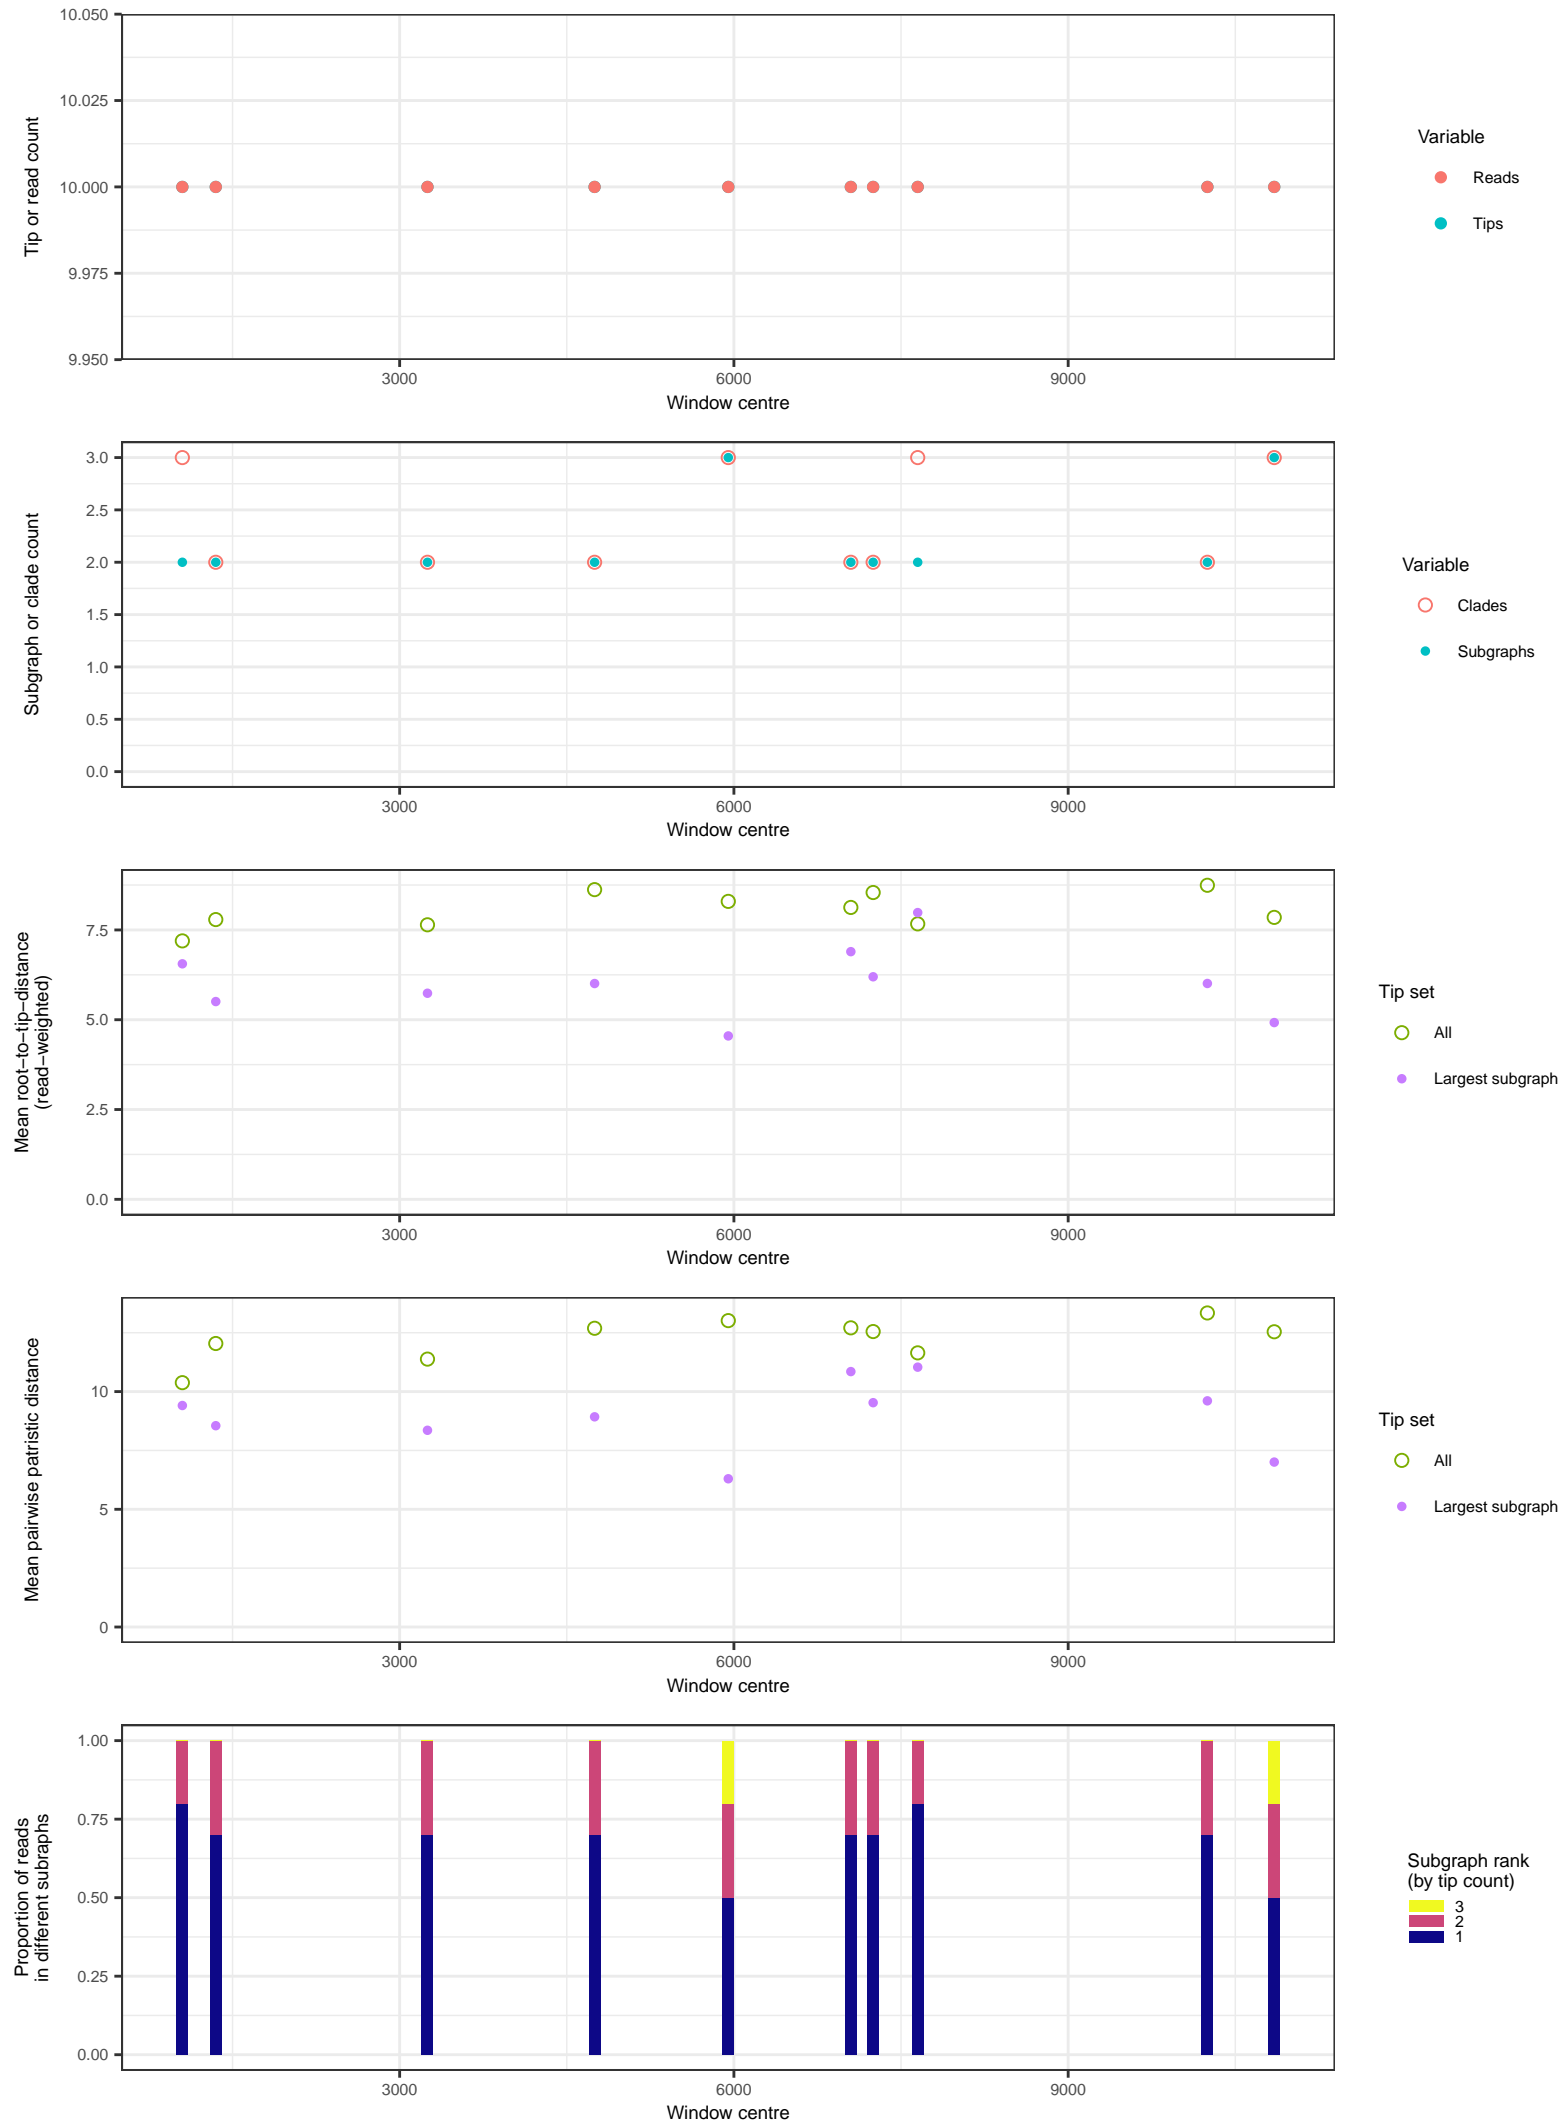 10.050
10.025
10.000
9.975
9.950
Tip or read count
3000 6000 9000
Window centre
Variable
Reads
Tips
3.0
2.5
2.0
1.5
1.0
0.5
0.0
Subgraph or clade count
3000 6000 9000
Window centre
Variable
Clades
Subgraphs
7.5
5.0
2.5
0.0
Mean root−to−tip−distance
(read−weighted)
3000 6000 9000
Window centre
Tip set
All
Largest subgraph
10
5
0
Mean pairwise patristic distance
3000 6000 9000
Window centre
Tip set
All
Largest subgraph
1.00
0.75
0.50
0.25
0.00
Proportion of reads
in different subraphs
3000 6000 9000
Window centre
Subgraph rank
(by tip count)
3
2
1